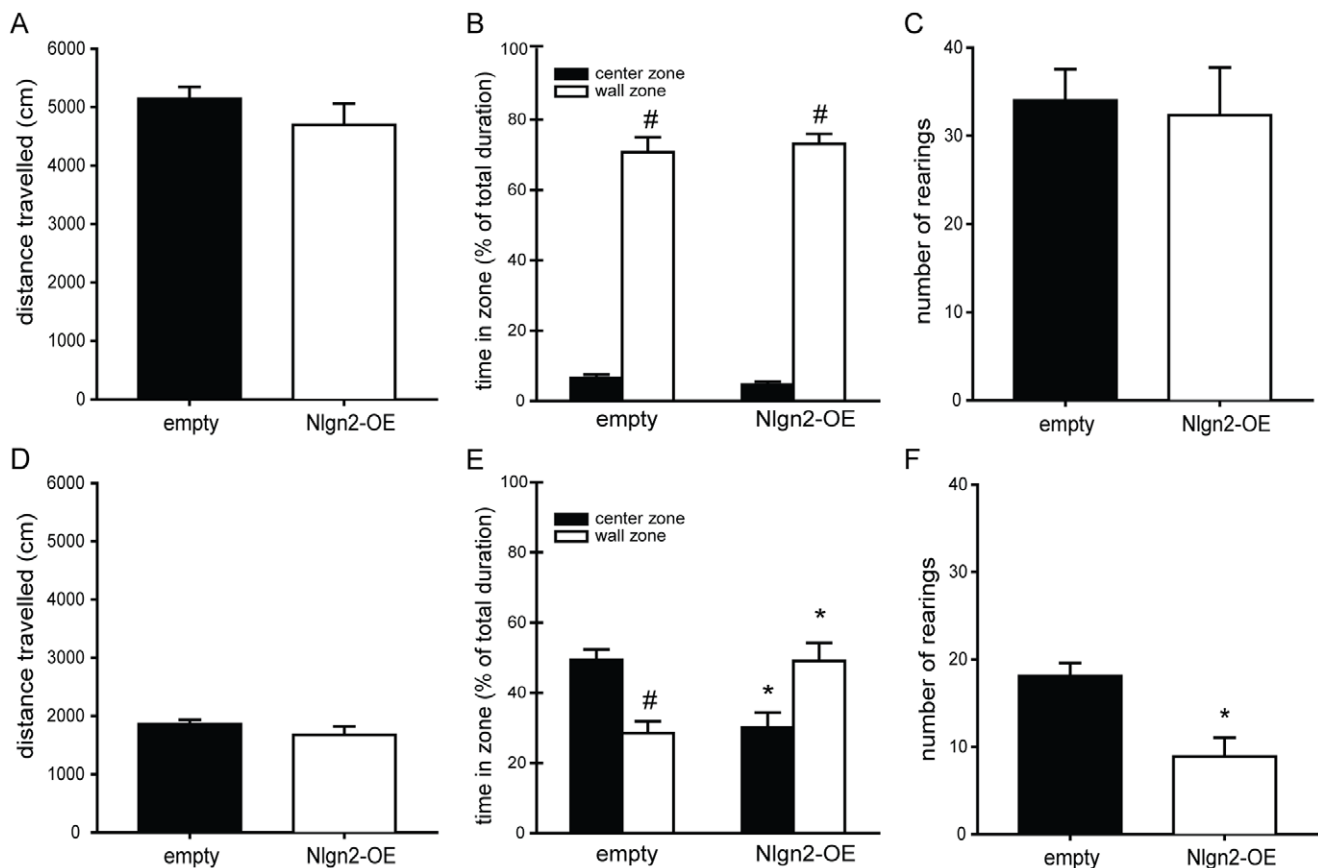 A
distance travelled (cm)
6000
5000
4000
3000
2000
1000
0
empty
Nlgn2-OE
B
time in zone (% of total duration)
100
80
60
40
20
0
center zone
wall zone
#
#
empty
Nlgn2-OE
C
number of rearings
40
30
20
10
0
empty
Nlgn2-OE
D
distance travelled (cm)
6000
5000
4000
3000
2000
1000
0
empty
Nlgn2-OE
E
time in zone (% of total duration)
100
80
60
40
20
0
center zone
wall zone
#
*
*
empty
Nlgn2-OE
F
number of rearings
40
30
20
10
0
*
empty
Nlgn2-OE